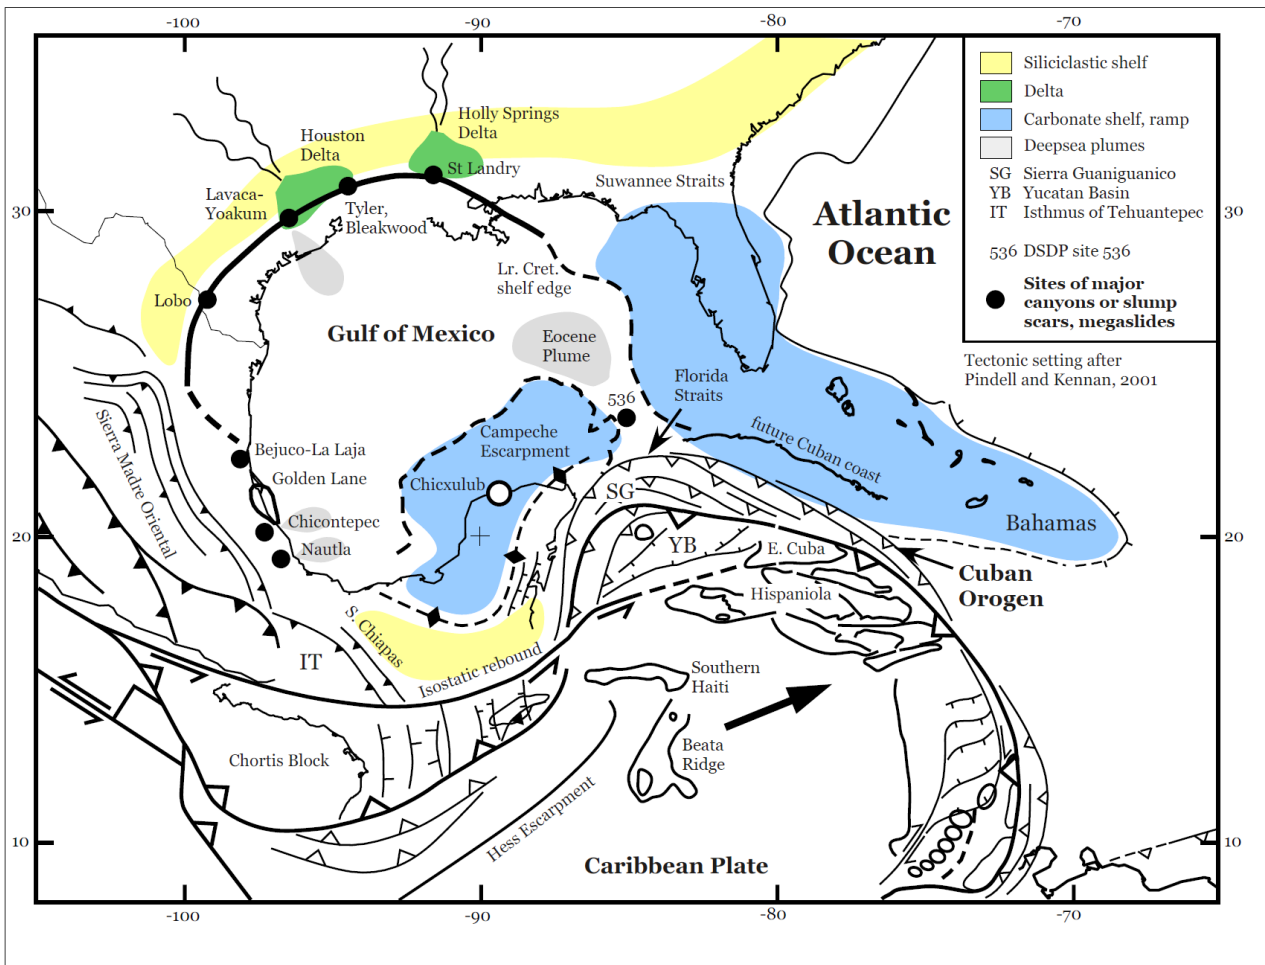 -100
-90
-80
-70
Siliciclastic shelf
Delta
Carbonate shelf, ramp
Deepsea plumes
SG Sierra Guaniguanico
YB Yucatan Basin
IT Isthmus of Tehuantepec
536 DSDP site 536
Sites of major
canyons or slump
scars, megaslides
Tectonic setting after
Pindell and Kennan, 2001
Holly Springs
Delta
Houston
Delta
St Landry
Lavaca-
Yoakum
Tyler,
Bleakwood
Suwannee Straits
Atlantic
Ocean
30
30
Lr. Cret.
shelf edge
Lobo
Gulf of Mexico
Eocene
Plume
Florida
Straits
536
Sierra Madre Oriental
Campeche
Escarpment
future Cuban coast
Bejuco-La Laja
Golden Lane
Chicxulub
SG
Chicontepec
Bahamas
20
20
Nautla
YB
E. Cuba
Cuban
Orogen
Hispaniola
S. Chiapas
IT
Isostatic rebound
Southern
Haiti
Chortis Block
Beata
Ridge
Hess Escarpment
10
10
Caribbean Plate
-100
-90
-80
-70